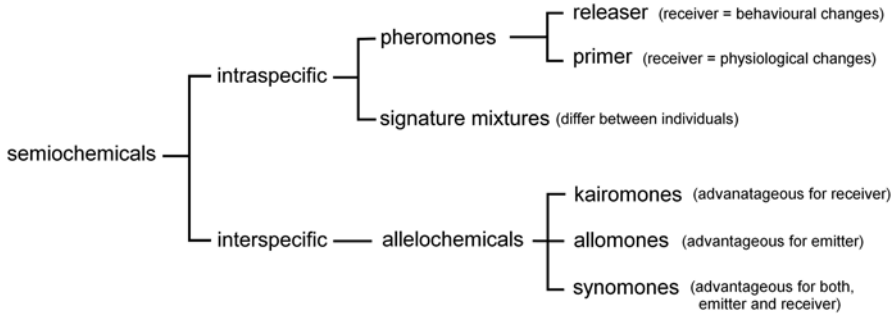 releaser (receiver = behavioural changes)
pheromones
primer (receiver = physiological changes)
intraspecific
signature mixtures (differ between individuals)
semiochemicals
kairomones (advanatageous for receiver)
interspecific
allelochemicals
allomones (advantageous for emitter)
synomones (advantageous for both,
emitter and receiver)